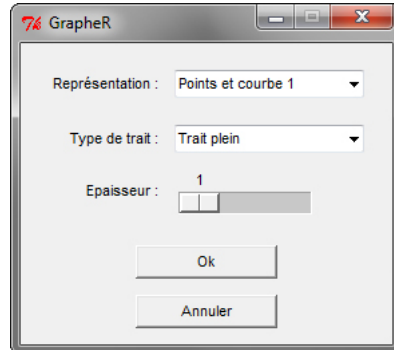 GrapheR
Représentation : Points et courbe 1
Type de trait : Trait plein
1
Epaisseur :
Ok
Annuler